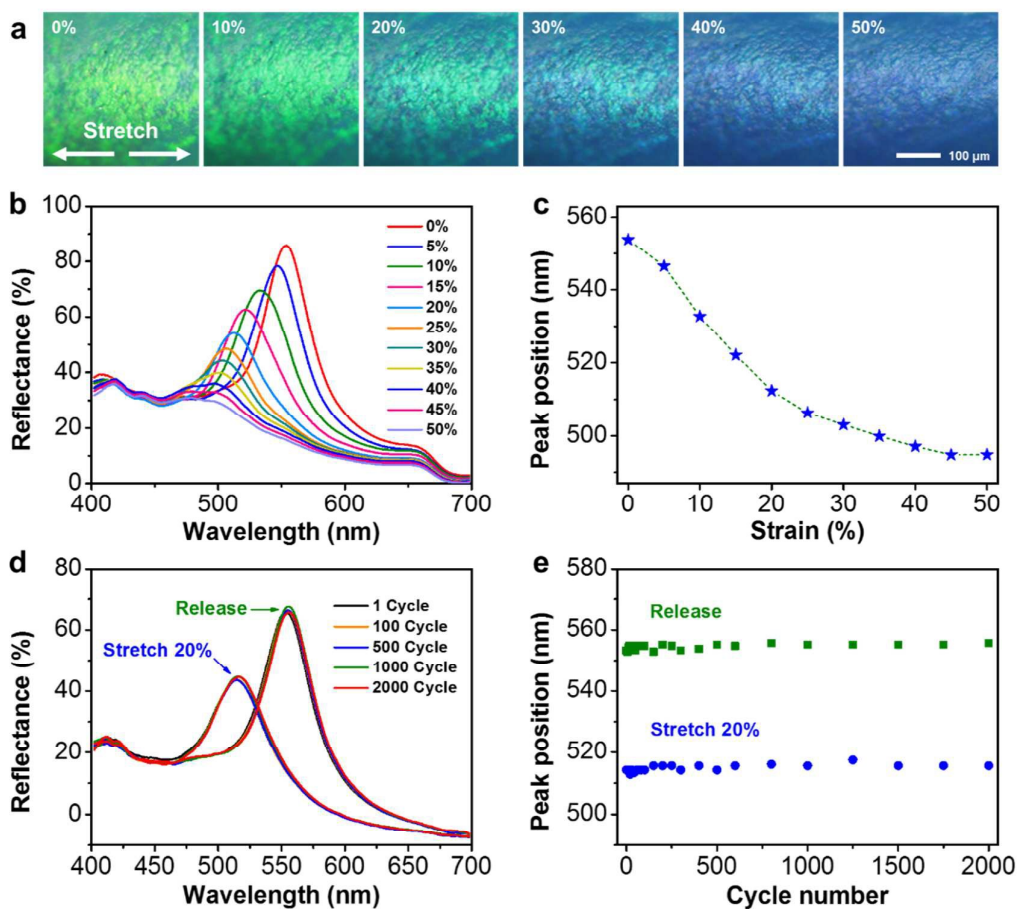 a
0%
10%
20%
30%
40%
50%
Stretch
100 µm
b
Reflectance (%)
100
80
60
40
20
0
400
450
500
550
600
650
700
Wavelength (nm)
0%
5%
10%
15%
20%
25%
30%
35%
40%
45%
50%
c
Peak position (nm)
560
540
520
500
0
10
20
30
40
50
Strain (%)
d
Reflectance (%)
80
60
40
20
0
400
450
500
550
600
650
700
Wavelength (nm)
Release
Stretch 20%
1 Cycle
100 Cycle
500 Cycle
1000 Cycle
2000 Cycle
e
Peak position (nm)
580
560
540
520
500
0
500
1000
1500
2000
Cycle number
Release
Stretch 20%